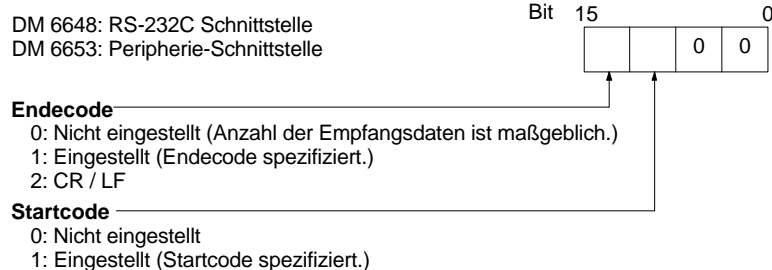 DM 6648: RS-232C Schnittstelle
DM 6653: Peripherie-Schnittstelle
Bit 15 0
0 0
Endecode
0: Nicht eingestellt (Anzahl der Empfangsdaten ist maßgeblich.)
1: Eingestellt (Endecode spezifiziert.)
2: CR / LF
Startcode
0: Nicht eingestellt
1: Eingestellt (Startcode spezifiziert.)